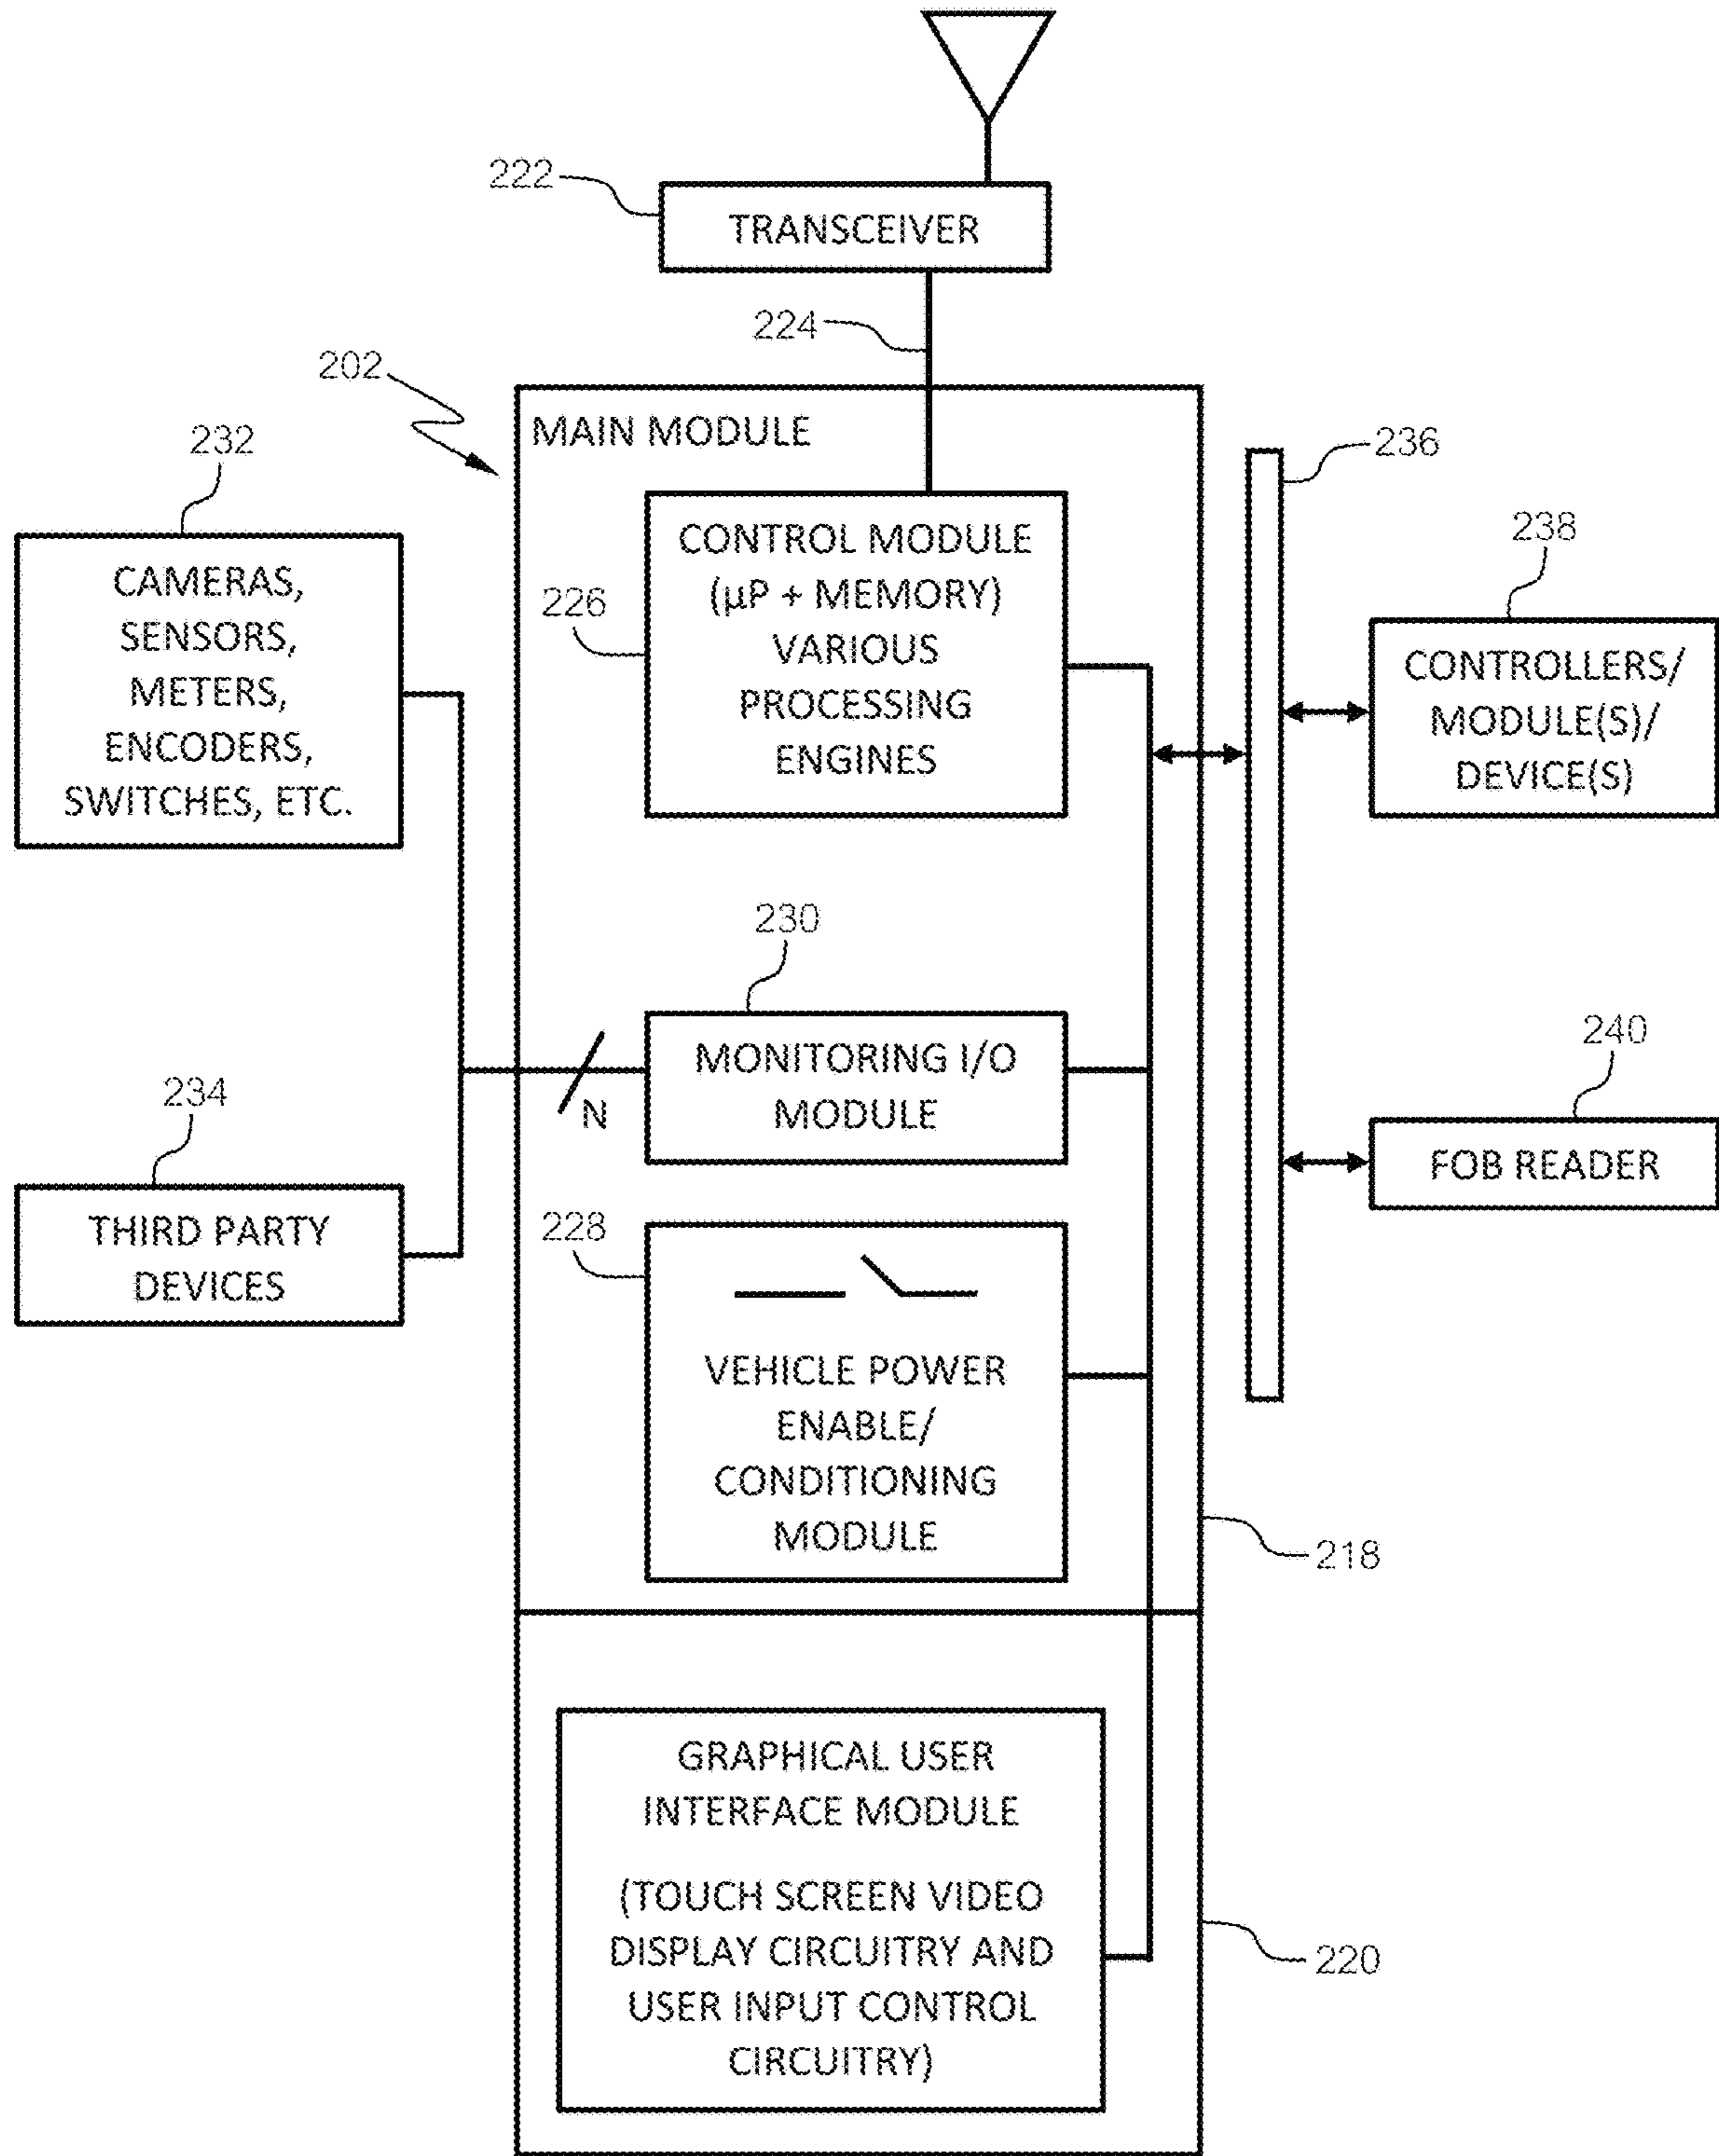 222
TRANSCEIVER
224
202
MAIN MODULE
232
CAMERAS,
SENSORS,
METERS,
ENCODERS,
SWITCHES, ETC.
226
CONTROL MODULE
(µP + MEMORY)
VARIOUS
PROCESSING
ENGINES
236
238
CONTROLLERS/
MODULE(S)/
DEVICE(S)
230
MONITORING I/O
MODULE
N
234
THIRD PARTY
DEVICES
240
FOB READER
228
VEHICLE POWER
ENABLE/
CONDITIONING
MODULE
218
GRAPHICAL USER
INTERFACE MODULE
(TOUCH SCREEN VIDEO
DISPLAY CIRCUITRY AND
USER INPUT CONTROL
CIRCUITRY)
220